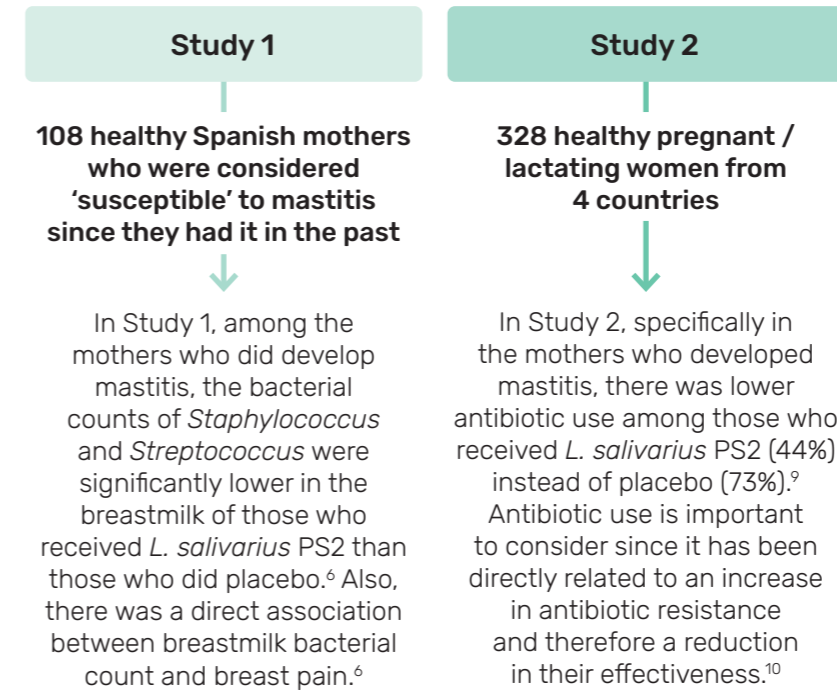 Study 1
108 healthy Spanish mothers
who were considered
‘susceptible’ to mastitis
since they had it in the past
In Study 1, among the
mothers who did develop
mastitis, the bacterial
counts of Staphylococcus
and Streptococcus were
significantly lower in the
breastmilk of those who
received L. salivarius PS2 than
those who did placebo.⁶ Also,
there was a direct association
between breastmilk bacterial
count and breast pain.⁶
Study 2
328 healthy pregnant /
lactating women from
4 countries
In Study 2, specifically in
the mothers who developed
mastitis, there was lower
antibiotic use among those who
received L. salivarius PS2 (44%)
instead of placebo (73%).⁹
Antibiotic use is important
to consider since it has been
directly related to an increase
in antibiotic resistance
and therefore a reduction
in their effectiveness.¹⁰